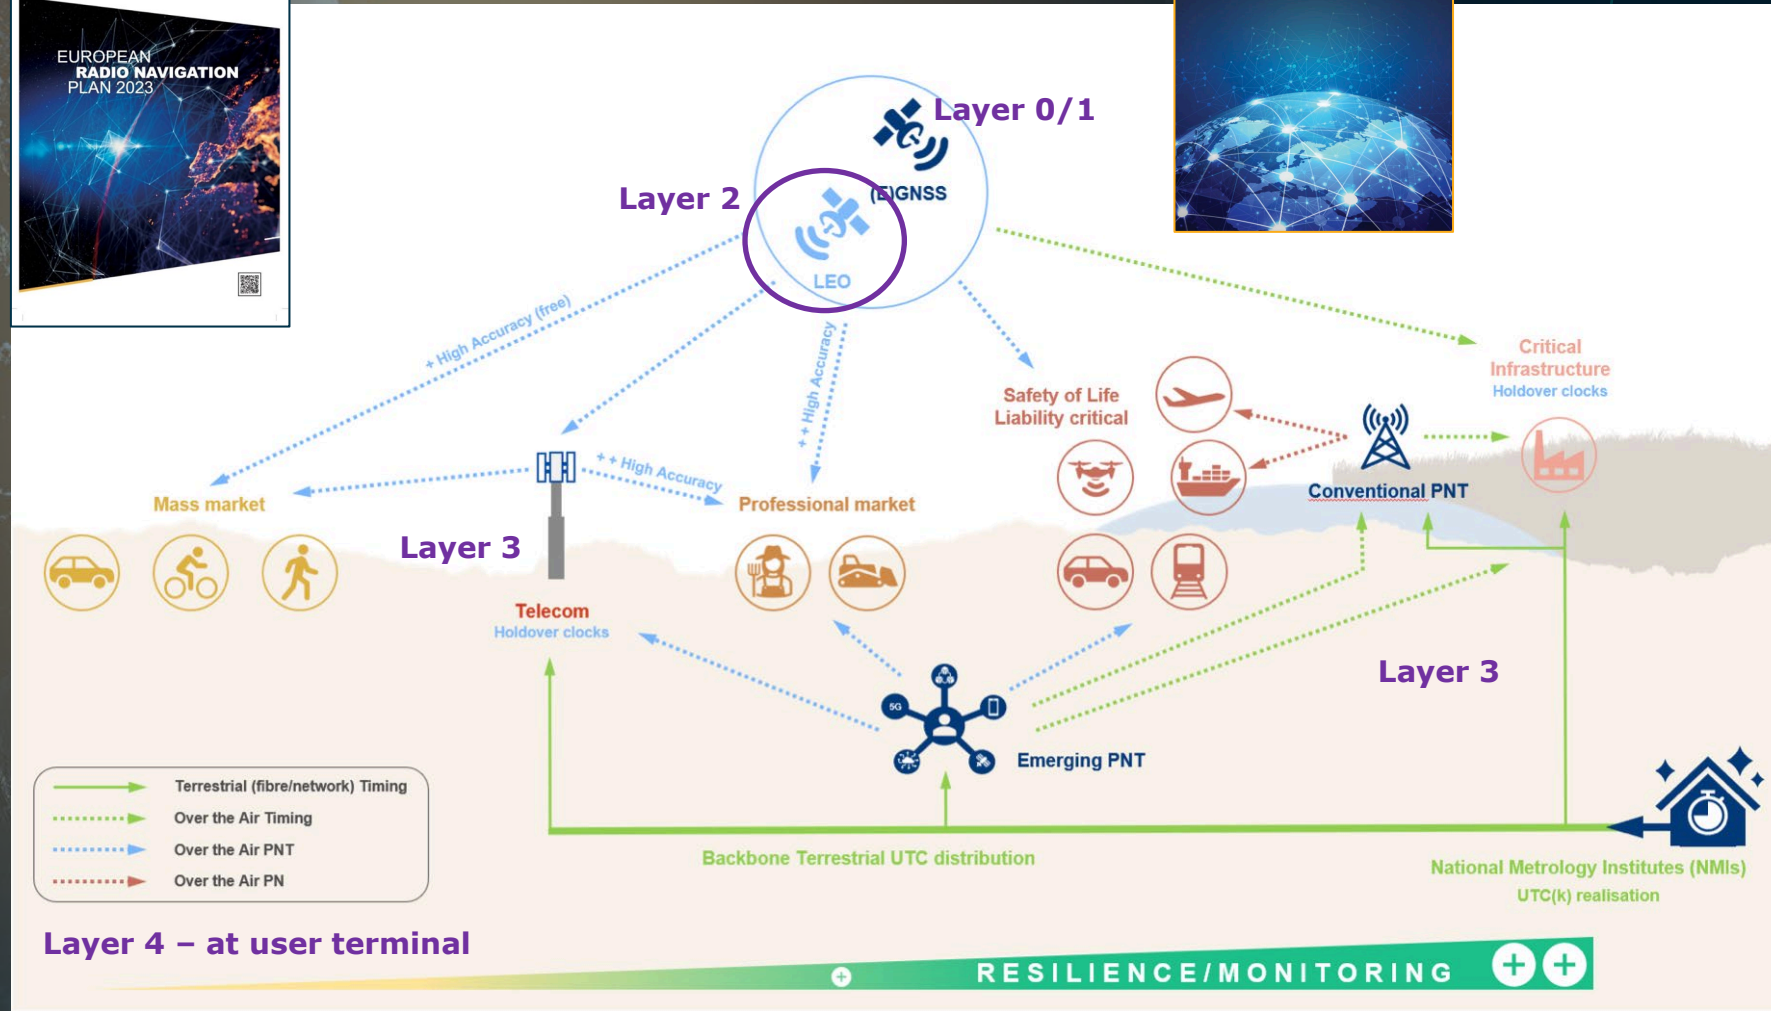 EUROPEAN
RADIO NAVIGATION
PLAN 2023
Layer 0/1
(E)GNSS
Layer 2
LEO
+ High Accuracy (free)
+ + High Accuracy
Critical
Infrastructure
Holdover clocks
Safety of Life
Liability critical
+ + High Accuracy
Mass market
Professional market
Conventional PNT
Layer 3
Telecom
Holdover clocks
Layer 3
5G
Emerging PNT
Terrestrial (fibre/network) Timing
Over the Air Timing
Over the Air PNT
Over the Air PN
Backbone Terrestrial UTC distribution
National Metrology Institutes (NMIs)
UTC(k) realisation
Layer 4 – at user terminal
+
RESILIENCE/MONITORING
+ +